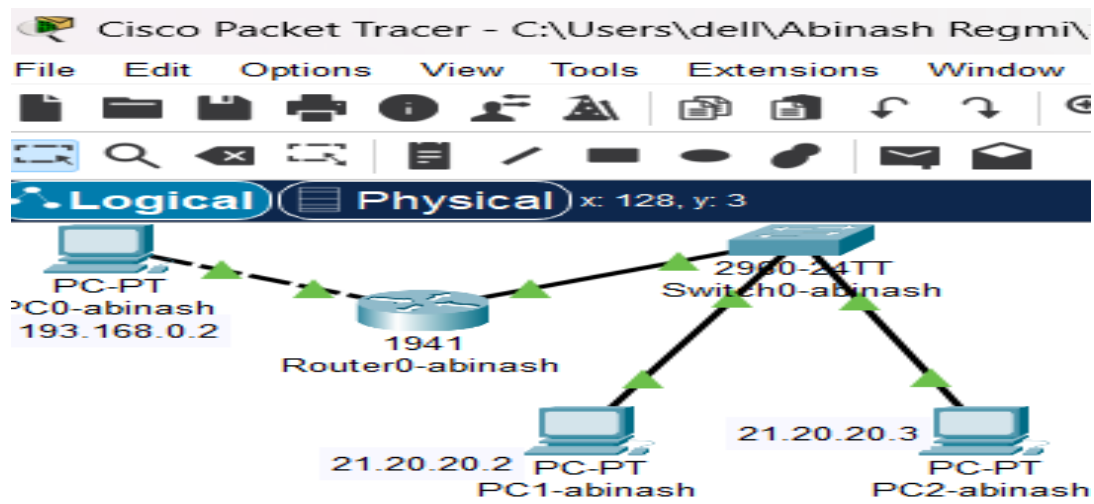 Cisco Packet Tracer - C:\Users\dell\Abinash Regmi\
File Edit Options View Tools Extensions Window
Logical Physical x: 128, y: 3
PC-PT
PC0-abinash
193.168.0.2
1941
Router0-abinash
2960-24TT
Switch0-abinash
21.20.20.2
PC-PT
PC1-abinash
21.20.20.3
PC-PT
PC2-abinash